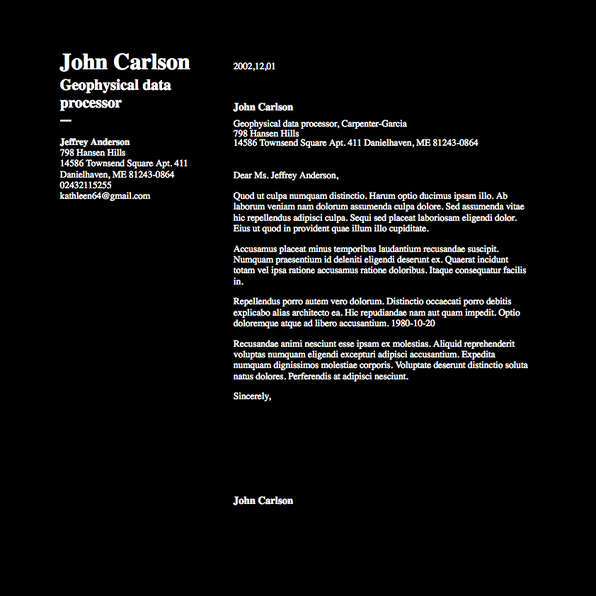 John Carlson
Geophysical data
processor
Jeffrey Anderson
798 Hansen Hills
14586 Townsend Square Apt. 411
Danielhaven, ME 81243-0864
02432115255
kathleen64@gmail.com
2002,12,01
John Carlson
Geophysical data processor, Carpenter-Garcia
798 Hansen Hills
14586 Townsend Square Apt. 411 Danielhaven, ME 81243-0864
Dear Ms. Jeffrey Anderson,
Quod ut culpa numquam distinctio. Harum optio ducimus ipsam illo. Ab
laborum veniam nam dolorum assumenda culpa dolore. Sed assumenda vitae
hic repellendus adipisci culpa. Sequi sed placeat laboriosam eligendi dolor.
Eius ut quod in provident quae illum illo cupiditate.
Accusamus placeat minus temporibus laudantium recusandae suscipit.
Numquam praesentium id deleniti eligendi deserunt ex. Quaerat incidunt
totam vel ipsa ratione accusamus ratione doloribus. Itaque consequatur facilis
in.
Repellendus porro autem vero dolorum. Distinctio occaecati porro debitis
explicabo alias architecto ea. Hic repudiandae nam aut quam impedit. Optio
doloremque atque ad libero accusantium. 1980-10-20
Recusandae animi nesciunt esse ipsam ex molestias. Aliquid reprehenderit
voluptas numquam eligendi excepturi adipisci accusantium. Expedita
numquam dignissimos molestiae corporis. Voluptate deserunt distinctio soluta
natus dolores. Perferendis at adipisci nesciunt.
Sincerely,
John Carlson